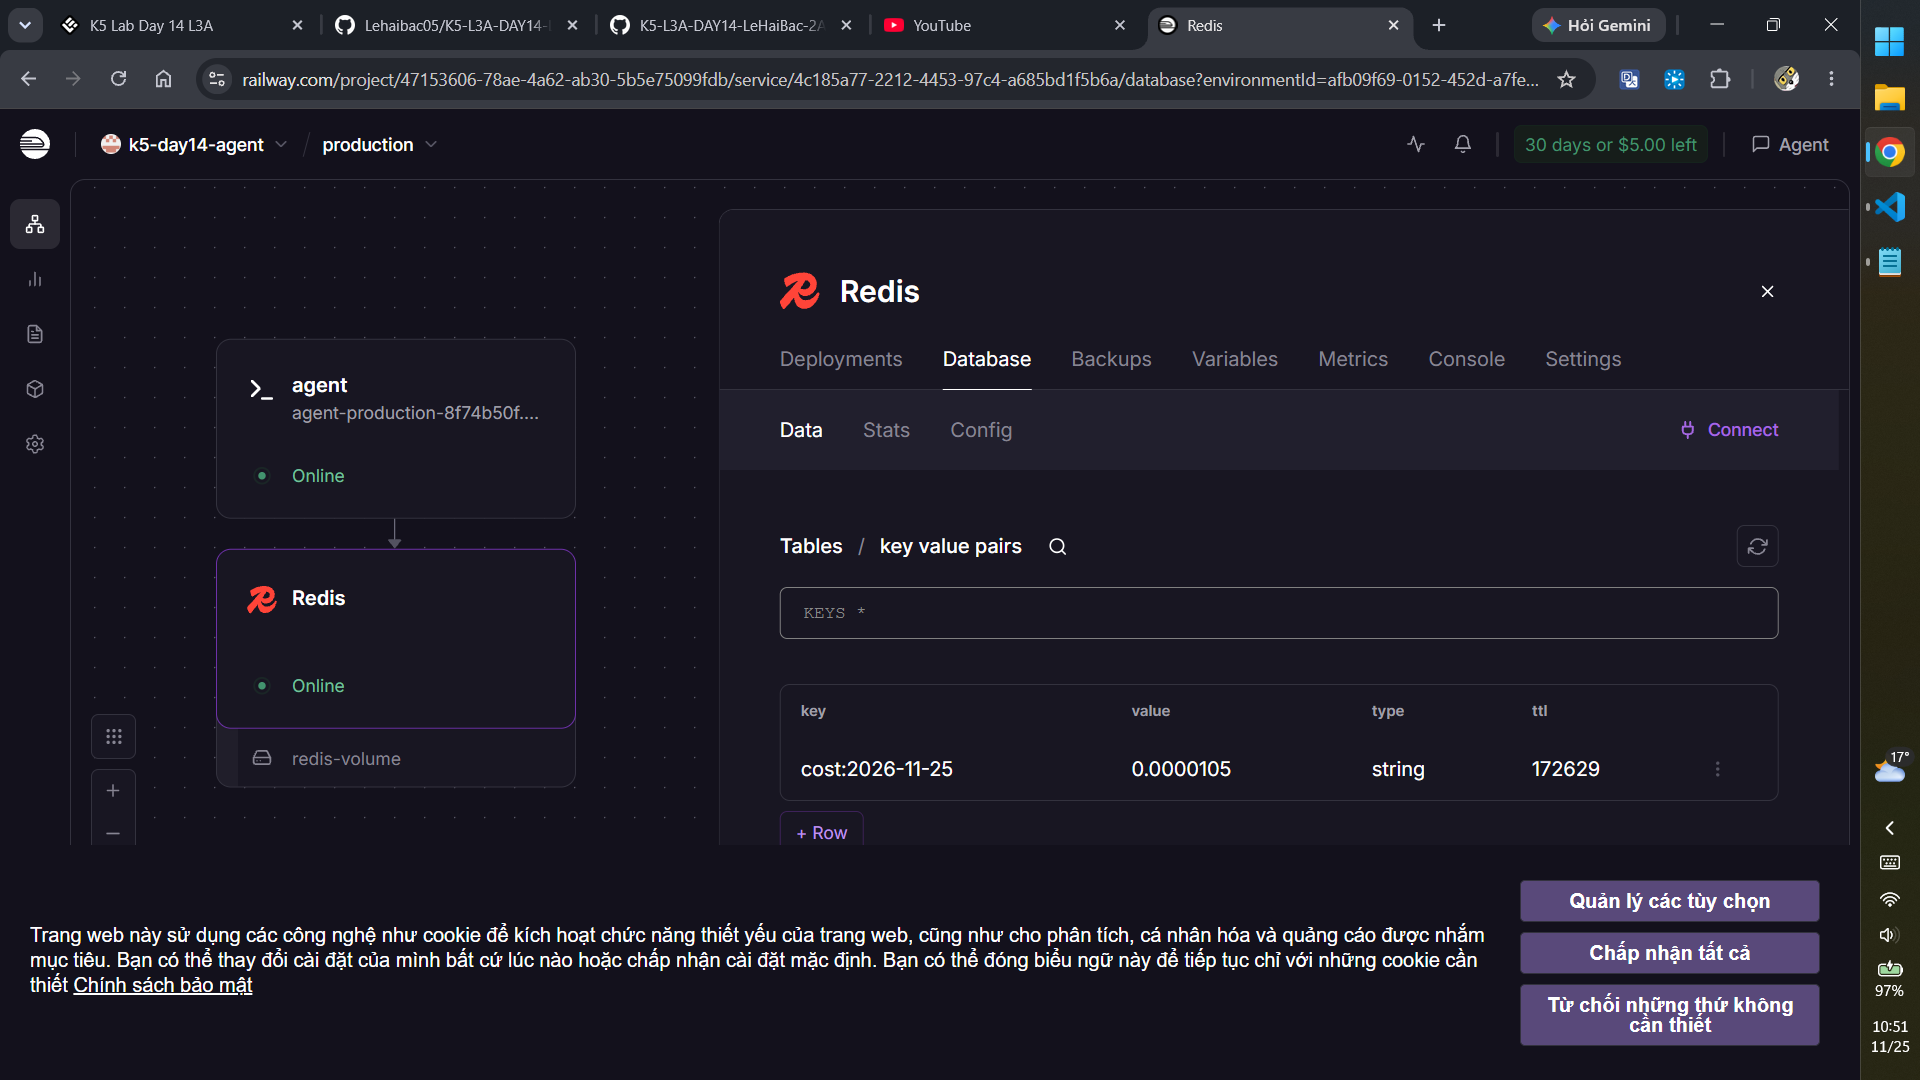 K5 Lab Day 14 L3A
Lehaibac05/K5-L3A-DAY14-
K5-L3A-DAY14-LeHaiBac-2A
YouTube
Redis
Hỏi Gemini
railway.com/project/47153606-78ae-4a62-ab30-5b5e75099fdb/service/4c185a77-2212-4453-97c4-a685bd1f5b6a/database?environmentId=afb09f69-0152-452d-a7fe...
k5-day14-agent / production
30 days or $5.00 left
Agent
agent
agent-production-8f74b50f....
Online
Redis
Online
redis-volume
Redis
Deployments Database Backups Variables Metrics Console Settings
Data Stats Config
Connect
Tables / key value pairs
KEYS *
key value type ttl
cost:2026-11-25 0.0000105 string 172629
+ Row
Trang web này sử dụng các công nghệ như cookie để kích hoạt chức năng thiết yếu của trang web, cũng như cho phân tích, cá nhân hóa và quảng cáo được nhắm
mục tiêu. Bạn có thể thay đổi cài đặt của mình bất cứ lúc nào hoặc chấp nhận cài đặt mặc định. Bạn có thể đóng biểu ngữ này để tiếp tục chỉ với những cookie cần
thiết Chính sách bảo mật
Quản lý các tùy chọn
Chấp nhận tất cả
Từ chối những thứ không
cần thiết
17°
97%
10:51
11/25